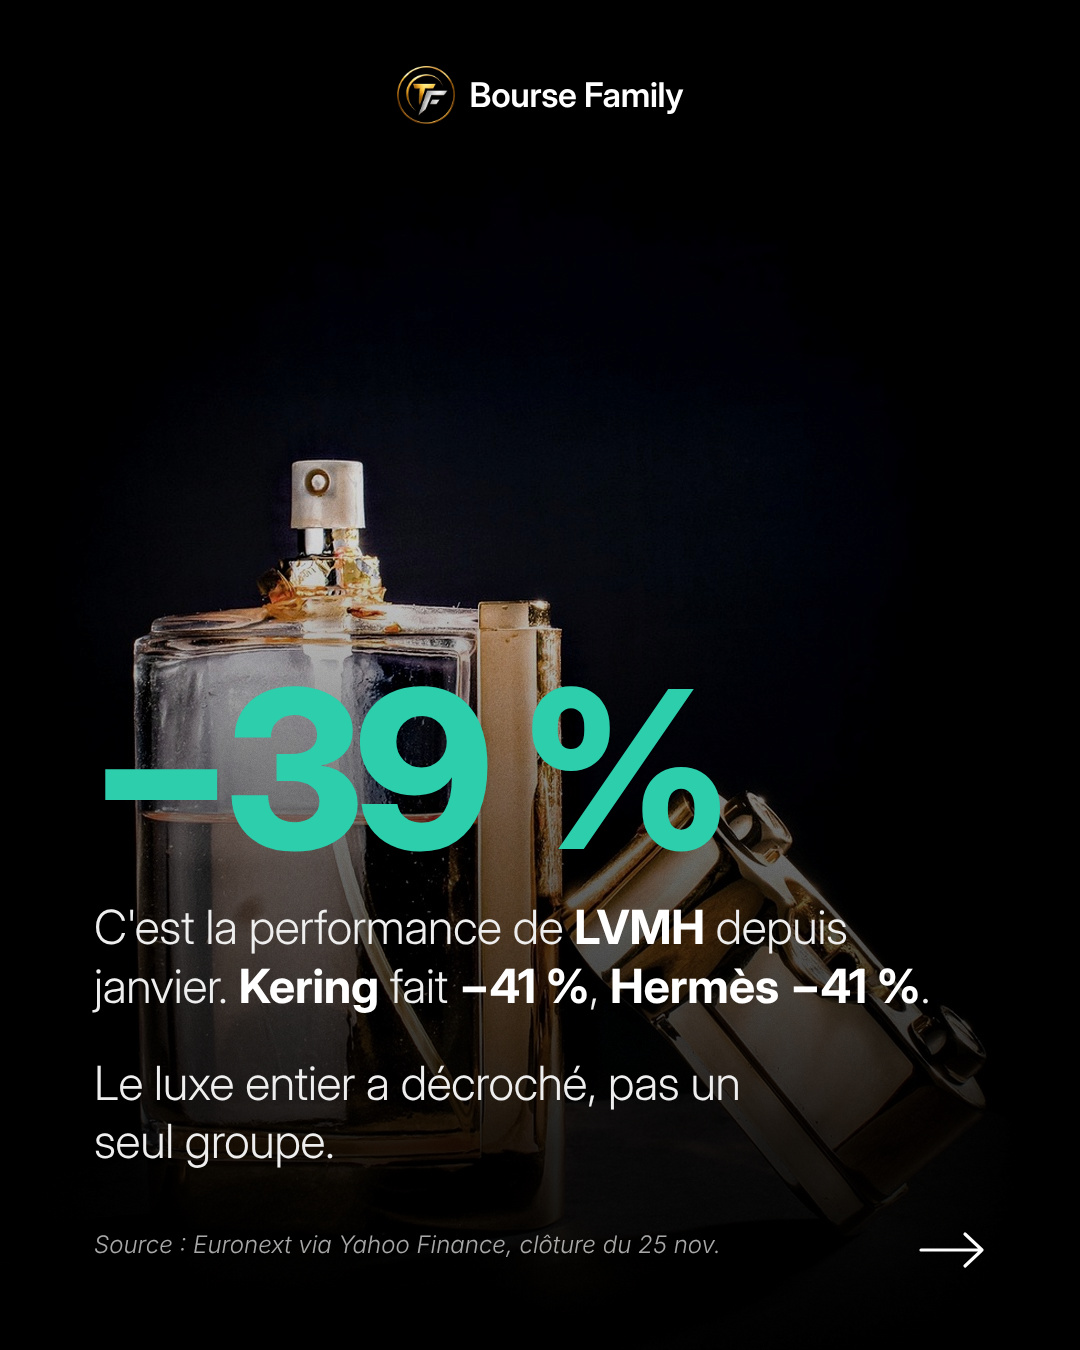 Bourse Family
−39 %
C'est la performance de LVMH depuis
janvier. Kering fait −41 %, Hermès −41 %.
Le luxe entier a décroché, pas un
seul groupe.
Source : Euronext via Yahoo Finance, clôture du 25 nov.